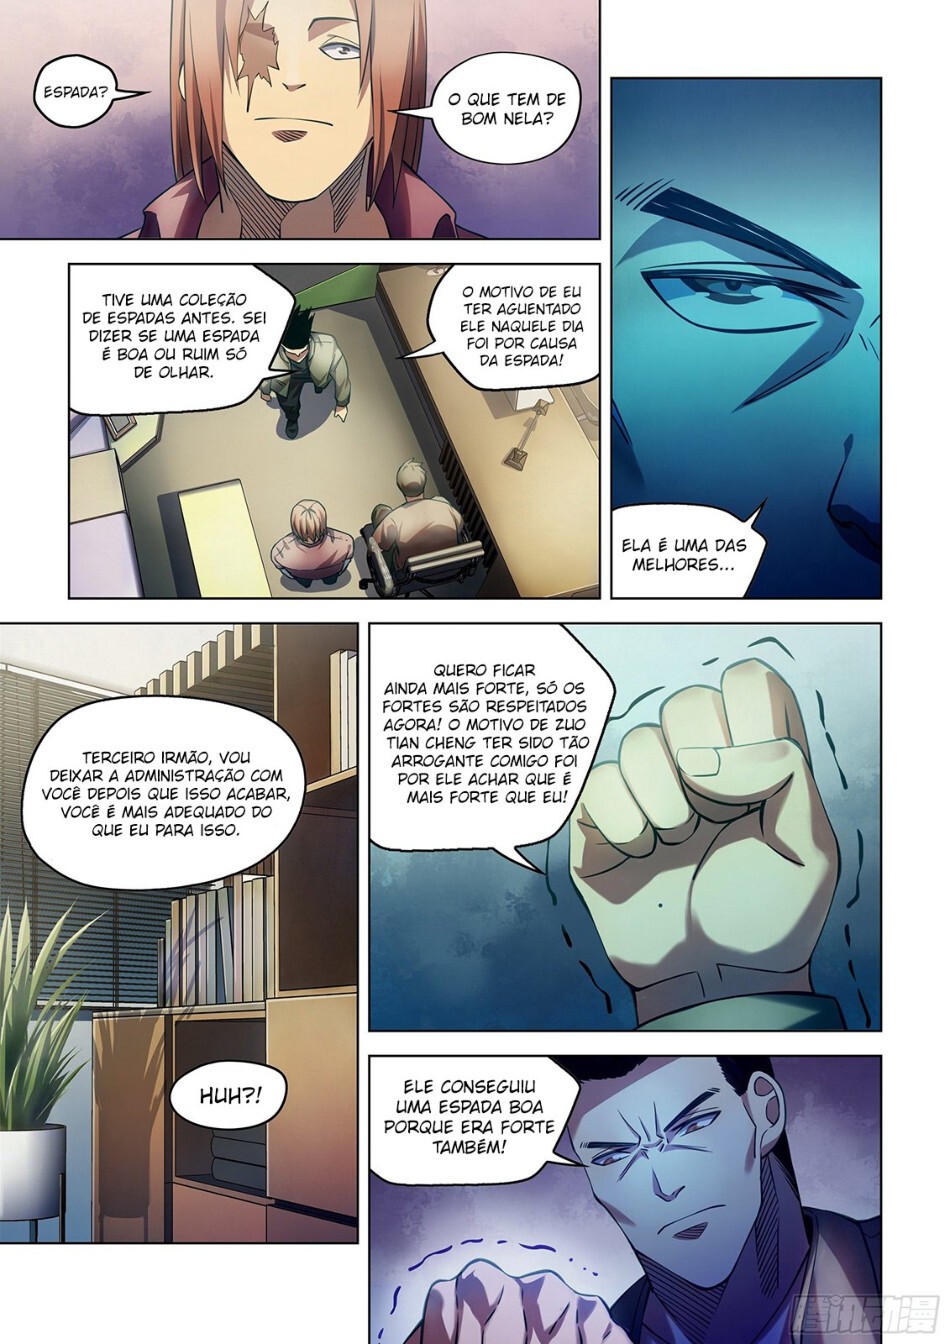 ESPADA?
O QUE TEM DE
BOM NELA?
TIVE UMA COLEÇÃO
DE ESPADAS ANTES. SEI
DIZER SE UMA ESPADA
É BOA OU RUIM SÓ
DE OLHAR.
O MOTIVO DE EU
TER AGUENTADO
ELE NAQUELE DIA
FOI POR CAUSA
DA ESPADA!
ELA É UMA DAS
MELHORES...
QUERO FICAR
AINDA MAIS FORTE, SÓ OS
FORTES SÃO RESPEITADOS
AGORA! O MOTIVO DE ZUO
TIAN CHENG TER SIDO TÃO
ARROGANTE COMIGO FOI
POR ELE ACHAR QUE É
MAIS FORTE QUE EU!
TERCEIRO IRMÃO, VOU
DEIXAR A ADMINISTRAÇÃO COM
VOCÊ DEPOIS QUE ISSO ACABAR,
VOCÊ É MAIS ADEQUADO DO
QUE EU PARA ISSO.
HUH?!
ELE CONSEGUIU
UMA ESPADA BOA
PORQUE ERA FORTE
TAMBÉM!
腾讯动漫